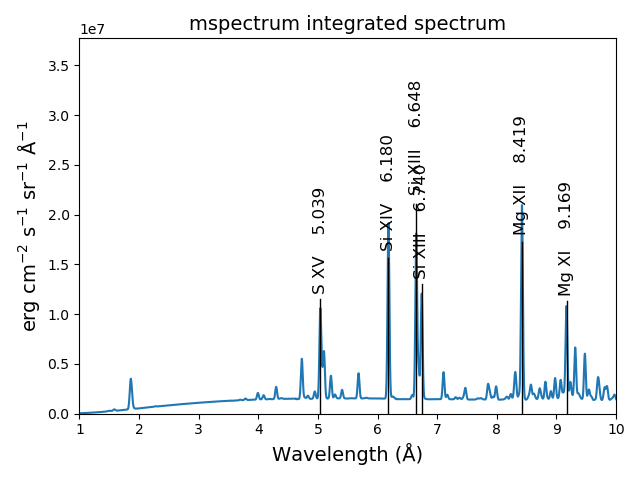 mspectrum integrated spectrum
1e7
erg cm⁻² s⁻¹ sr⁻¹ Å⁻¹
3.5
3.0
2.5
2.0
1.5
1.0
0.5
0.0
S XV 5.039
Si XIV 6.180
Si XIII 6.648
Si XIII 6.740
Mg XII 8.419
Mg XI 9.169
1 2 3 4 5 6 7 8 9 10
Wavelength (Å)